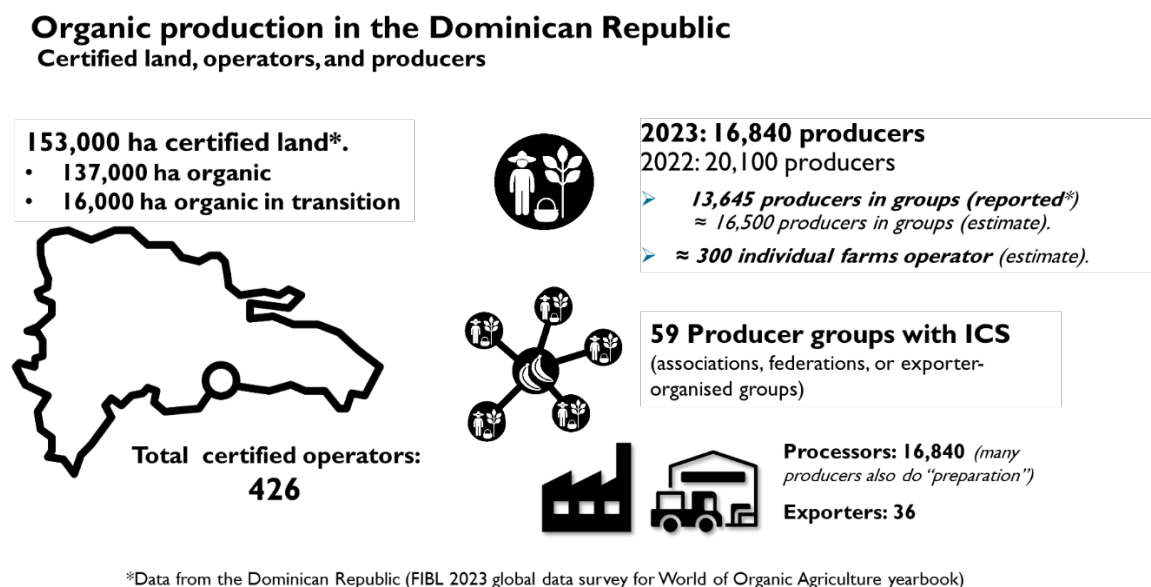 Organic production in the Dominican Republic
Certified land, operators, and producers
153,000 ha certified land*.
• 137,000 ha organic
• 16,000 ha organic in transition
2023: 16,840 producers
2022: 20,100 producers
➢ 13,645 producers in groups (reported*)
≈ 16,500 producers in groups (estimate).
➢ ≈ 300 individual farms operator (estimate).
59 Producer groups with ICS
(associations, federations, or exporter-
organised groups)
Total certified operators:
426
Processors: 16,840 (many
producers also do “preparation”)
Exporters: 36
*Data from the Dominican Republic (FIBL 2023 global data survey for World of Organic Agriculture yearbook)